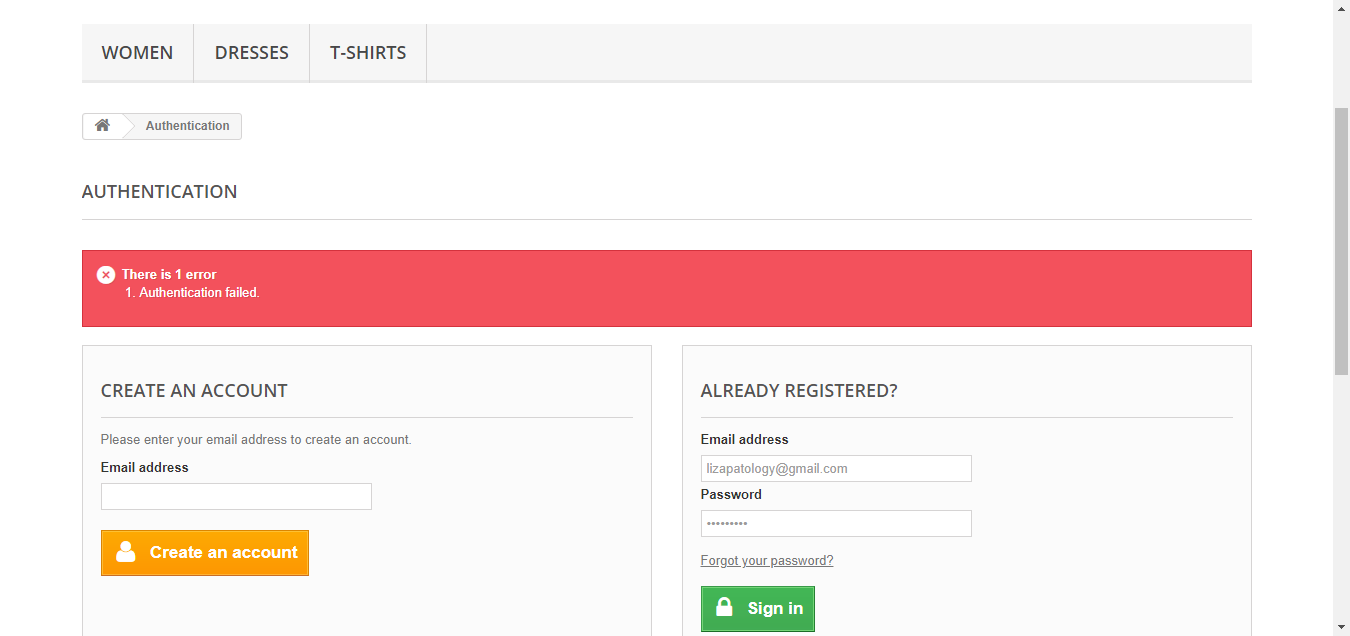 WOMEN DRESSES T-SHIRTS
Authentication
AUTHENTICATION
There is 1 error
1. Authentication failed.
CREATE AN ACCOUNT
Please enter your email address to create an account.
Email address
Create an account
ALREADY REGISTERED?
Email address
lizapatology@gmail.com
Password
•••••••••
Forgot your password?
Sign in